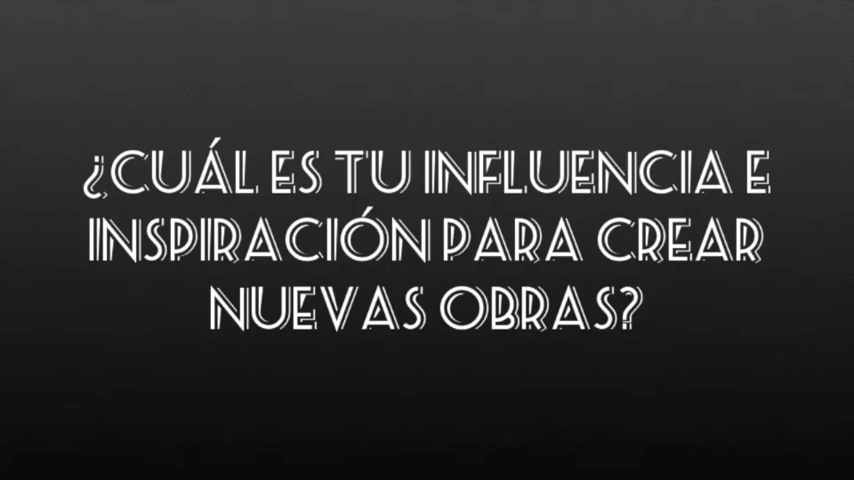 ¿CUÁL ES TU INFLUENCIA E
INSPIRACIÓN PARA CREAR
NUEVAS OBRAS?